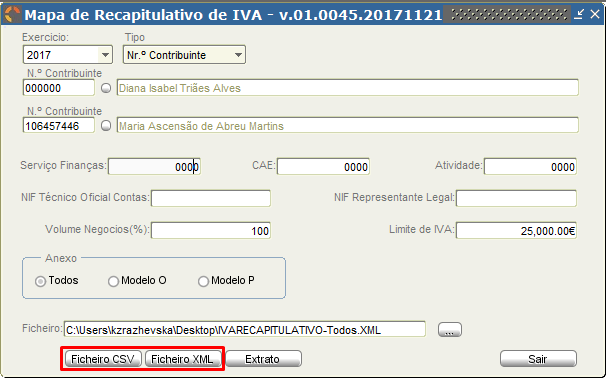 Mapa de Recapitulativo de IVA - v.01.0045.20171121
Exercicio: Tipo
2017 Nr.º Contribuinte
N.º Contribuinte
000000 Diana Isabel Triães Alves
N.º Contribuinte
106457446 Maria Ascensão de Abreu Martins
Serviço Finanças: 0000 CAE: 0000 Atividade: 0000
NIF Técnico Oficial Contas: NIF Representante Legal:
Volume Negocios(%): 100 Limite de IVA: 25,000.00€
Anexo
Todos Modelo O Modelo P
Ficheiro: C:\Users\kzrazhevska\Desktop\IVARECAPITULATIVO-Todos.XML ...
Ficheiro CSV Ficheiro XML Extrato Sair